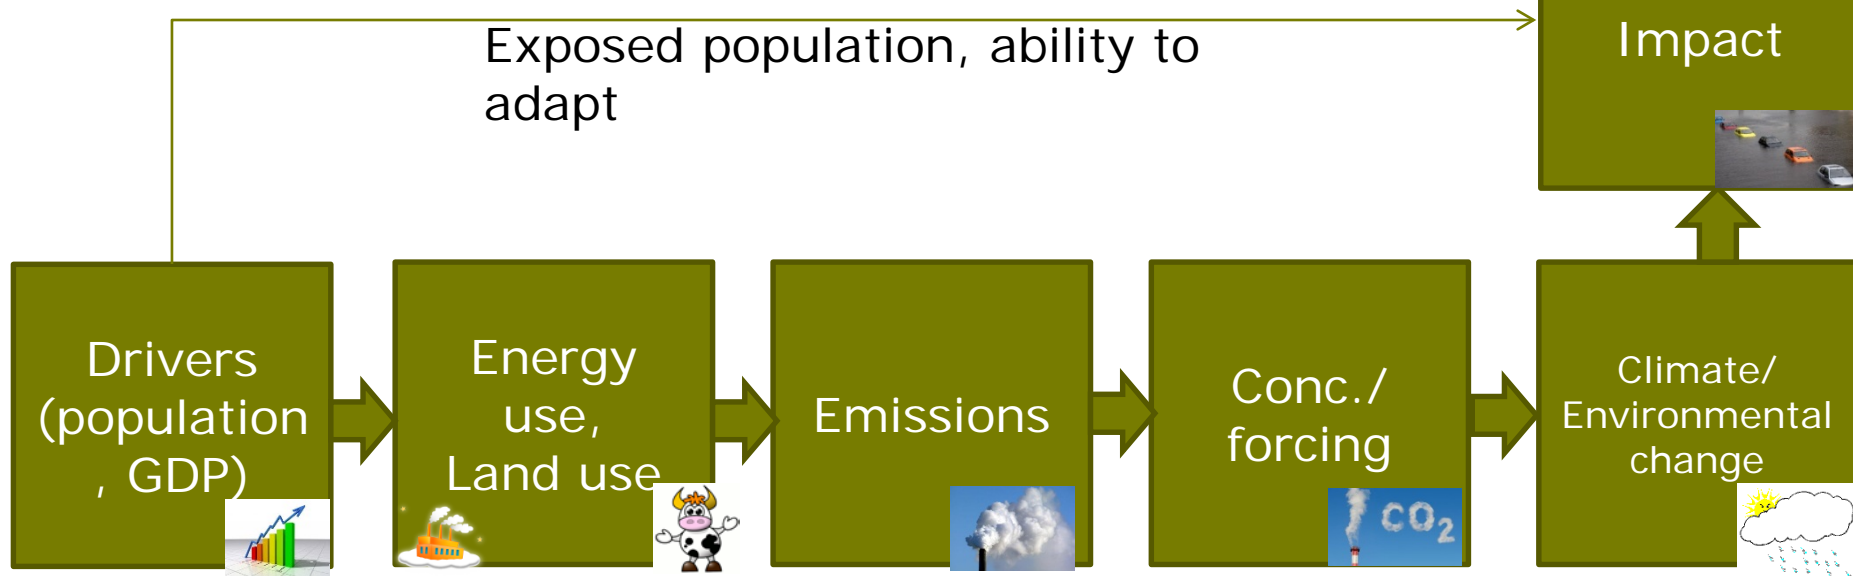 Exposed population, ability to
adapt
Impact
Drivers
(population
, GDP)
Energy
use,
Land use
Emissions
Conc./
forcing
CO₂
Climate/
Environmental
change